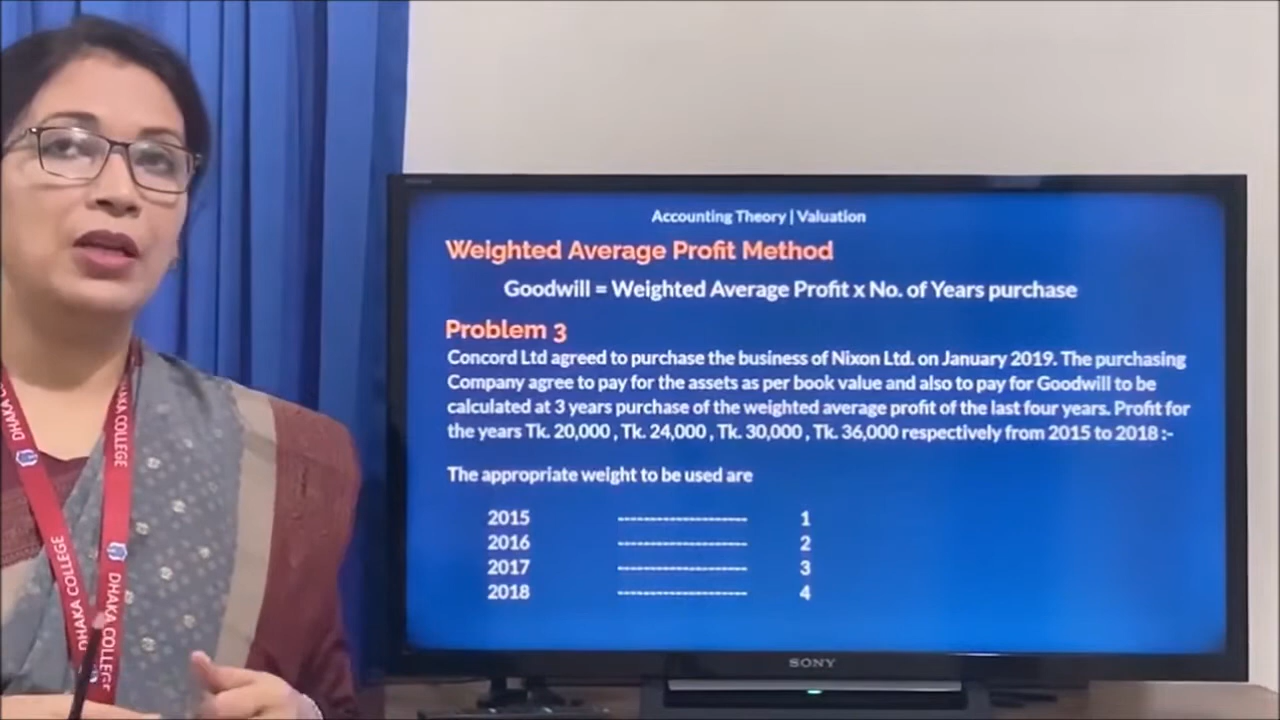 Accounting Theory | Valuation
Weighted Average Profit Method
Goodwill = Weighted Average Profit x No. of Years purchase
Problem 3
Concord Ltd agreed to purchase the business of Nixon Ltd. on January 2019. The purchasing
Company agree to pay for the assets as per book value and also to pay for Goodwill to be
calculated at 3 years purchase of the weighted average profit of the last four years. Profit for
the years Tk. 20,000 , Tk. 24,000 , Tk. 30,000 , Tk. 36,000 respectively from 2015 to 2018 :-
The appropriate weight to be used are
2015 ------------------- 1
2016 ------------------- 2
2017 ------------------- 3
2018 ------------------- 4
SONY
DHAKA COLLEGE
DHAKA COLLEGE
DHAKA COLLEGE